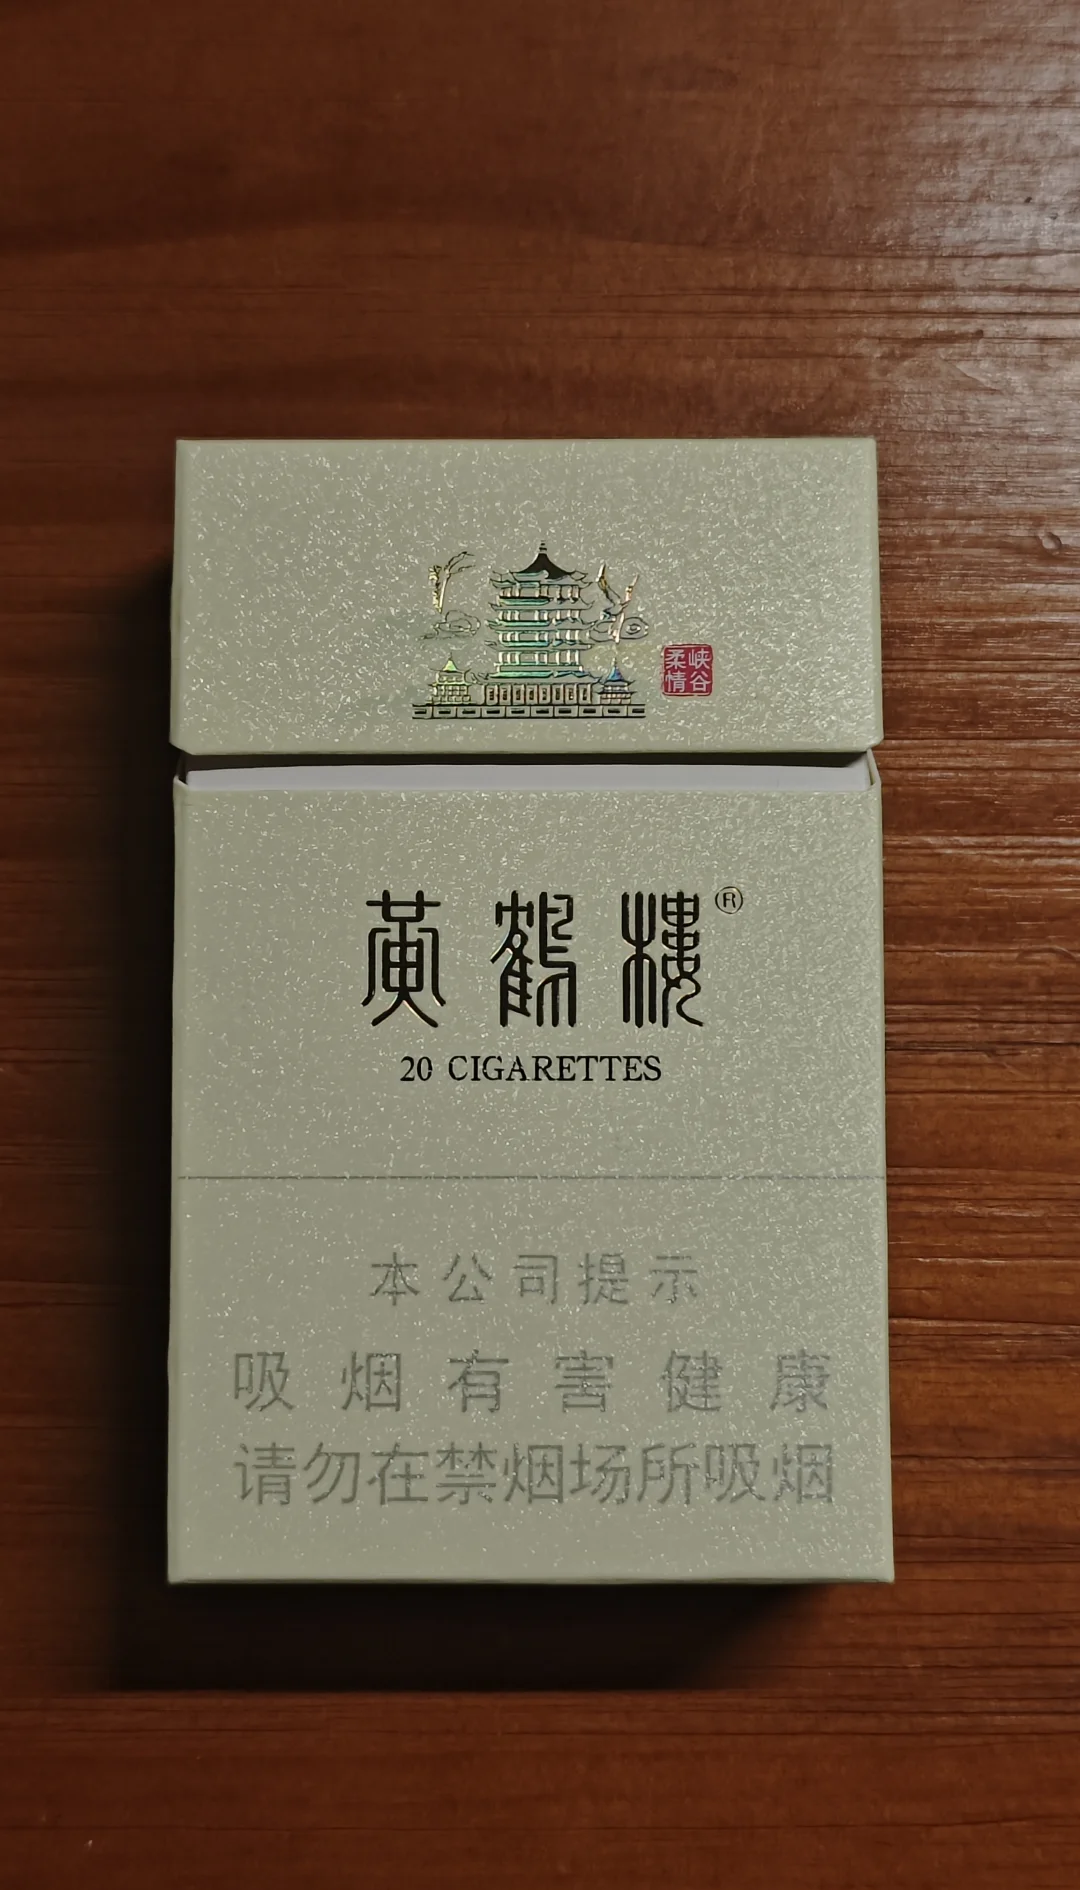 峡谷
柔情
黃鶴樓®
20 CIGARETTES
本公司提示
吸烟有害健康
请勿在禁烟场所吸烟